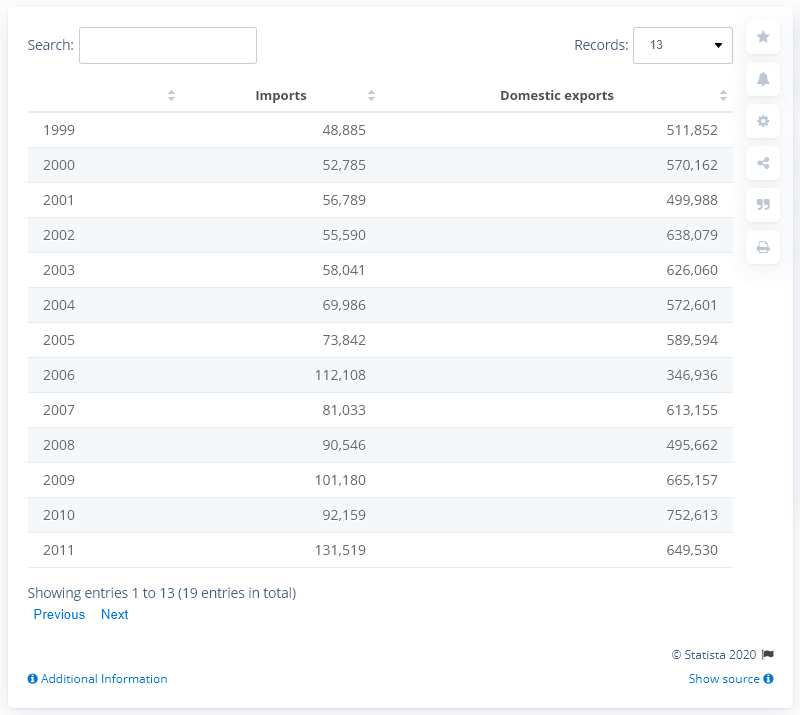 Search: Records: 13
Imports Domestic exports
1999 48,885 511,852
2000 52,785 570,162
2001 56,789 499,988
2002 55,590 638,079
2003 58,041 626,060
2004 69,986 572,601
2005 73,842 589,594
2006 112,108 346,936
2007 81,033 613,155
2008 90,546 495,662
2009 101,180 665,157
2010 92,159 752,613
2011 131,519 649,530
Showing entries 1 to 13 (19 entries in total)
Previous Next
© Statista 2020
Additional Information Show source